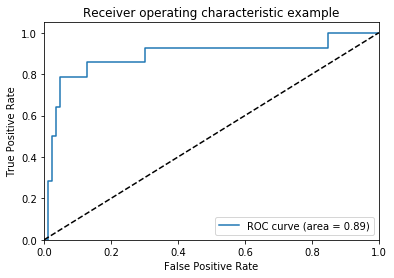 Receiver operating characteristic example
1.0
0.8
0.6
0.4
0.2
0.0
True Positive Rate
ROC curve (area = 0.89)
0.0 0.2 0.4 0.6 0.8 1.0
False Positive Rate